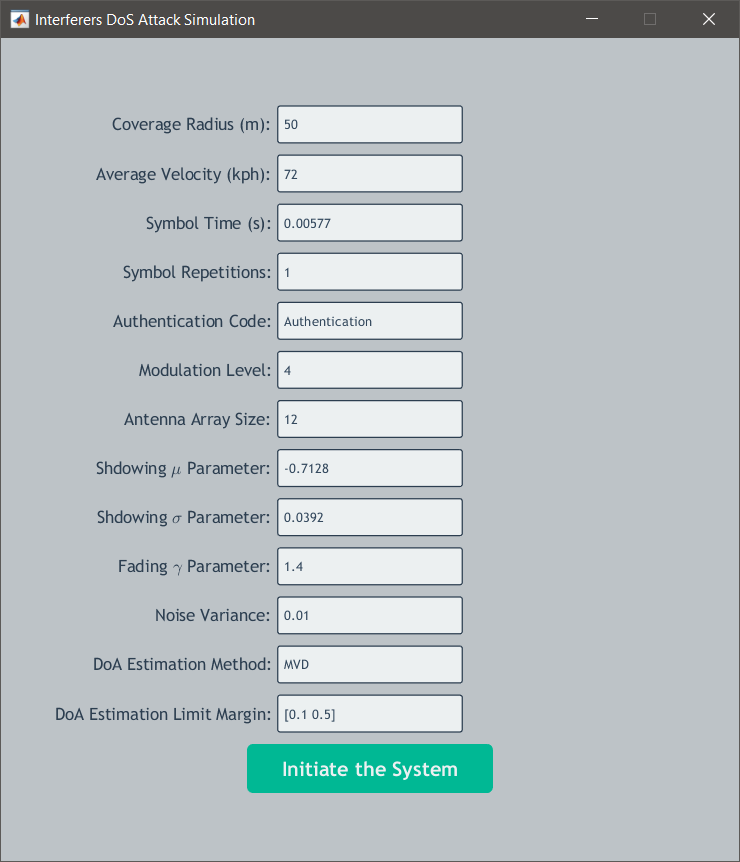 Interferers DoS Attack Simulation
Coverage Radius (m): 50
Average Velocity (kph): 72
Symbol Time (s): 0.00577
Symbol Repetitions: 1
Authentication Code: Authentication
Modulation Level: 4
Antenna Array Size: 12
Shdowing μ Parameter: -0.7128
Shdowing σ Parameter: 0.0392
Fading γ Parameter: 1.4
Noise Variance: 0.01
DoA Estimation Method: MVD
DoA Estimation Limit Margin: [0.1 0.5]
Initiate the System